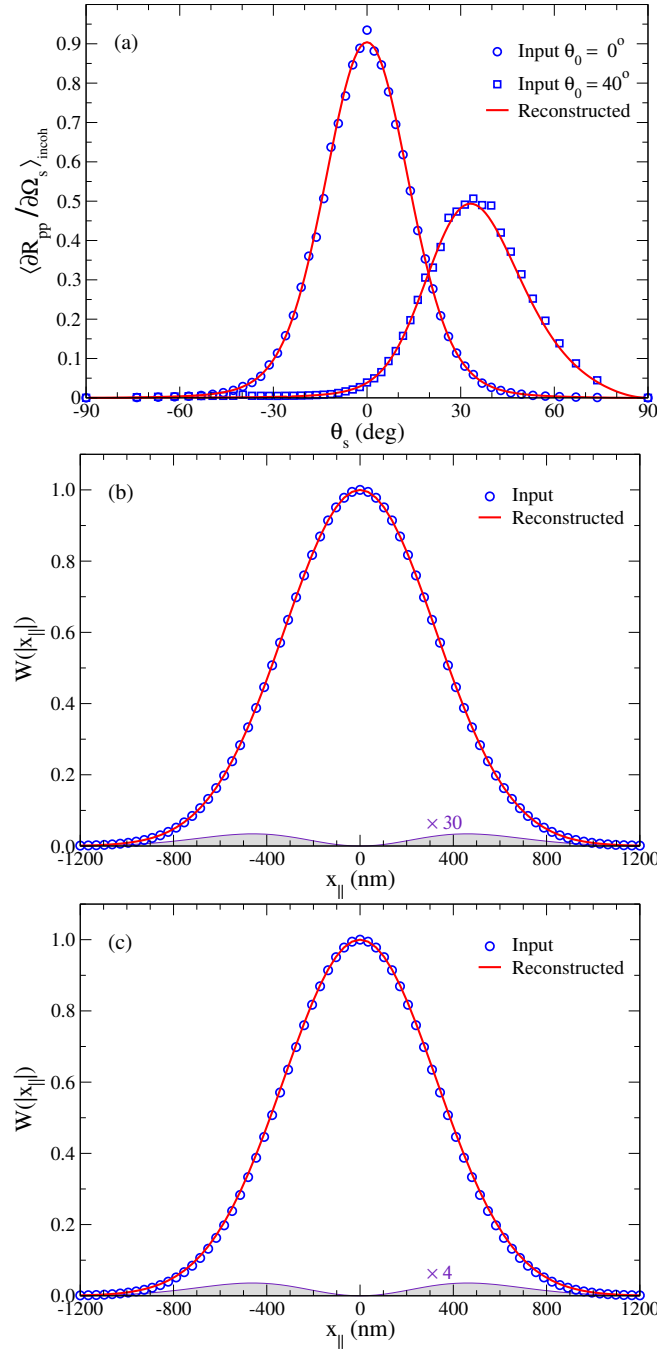 (a)
Input θ₀ = 0°
Input θ₀ = 40°
Reconstructed
⟨∂R_pp /∂Ω_s⟩_incoh
0.9
0.8
0.7
0.6
0.5
0.4
0.3
0.2
0.1
0
-90 -60 -30 0 30 60 90
θ_s (deg)
(b)
Input
Reconstructed
W(|x_||||)
1.0
0.8
0.6
0.4
0.2
0.0
× 30
-1200 -800 -400 0 400 800 1200
x_|| (nm)
(c)
Input
Reconstructed
W(|x_|||)
1.0
0.8
0.6
0.4
0.2
0.0
× 4
-1200 -800 -400 0 400 800 1200
x_|| (nm)